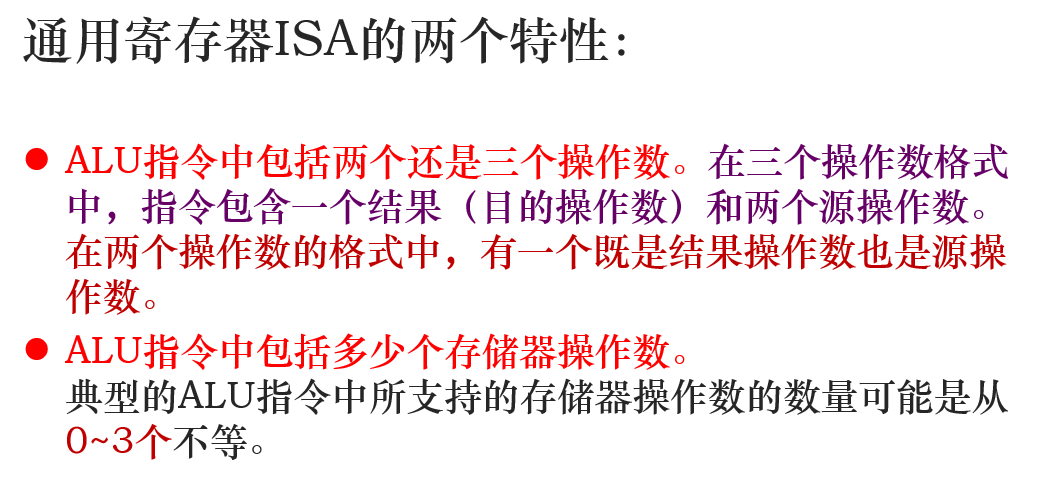 通用寄存器ISA的两个特性：
● ALU指令中包括两个还是三个操作数。在三个操作数格式
中，指令包含一个结果（目的操作数）和两个源操作数。
在两个操作数的格式中，有一个既是结果操作数也是源操
作数。
● ALU指令中包括多少个存储器操作数。
典型的ALU指令中所支持的存储器操作数的数量可能是从
0~3个不等。